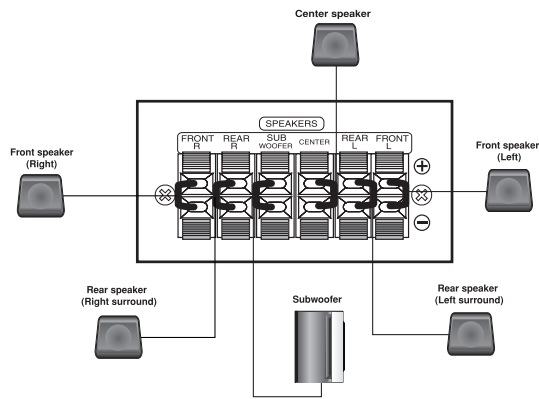 Center speaker
SPEAKERS
FRONT R
REAR R
SUB WOOFER
CENTER
REAR L
FRONT L
Front speaker
(Right)
Front speaker
(Left)
+
−
Rear speaker
(Right surround)
Subwoofer
Rear speaker
(Left surround)